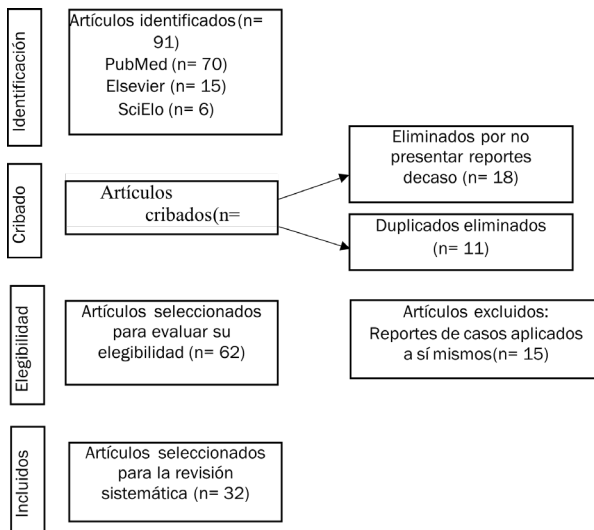 Identificación
Artículos identificados(n=
91)
PubMed (n= 70)
Elsevier (n= 15)
SciElo (n= 6)
Cribado
Artículos
cribados(n=
Eliminados por no
presentar reportes
decaso (n= 18)
Duplicados eliminados
(n= 11)
Elegibilidad
Artículos seleccionados
para evaluar su
elegibilidad (n= 62)
Artículos excluidos:
Reportes de casos aplicados
a sí mismos(n= 15)
Incluidos
Artículos seleccionados
para la revisión
sistemática (n= 32)